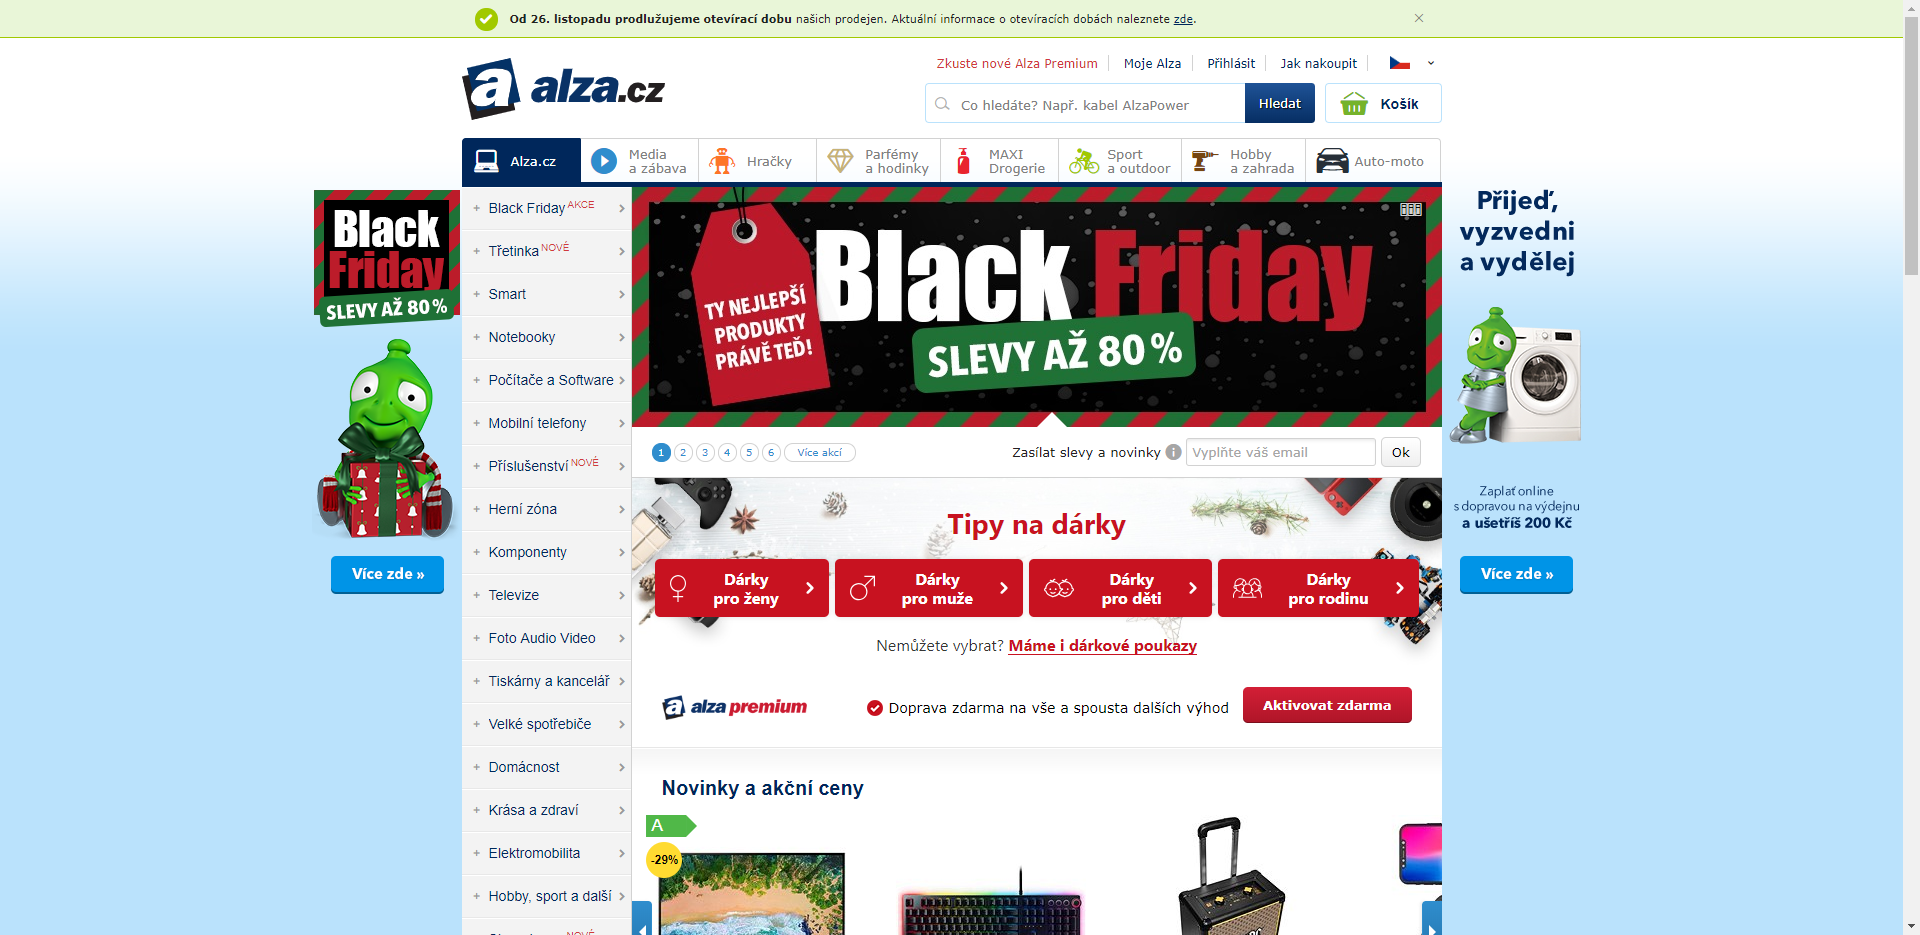 Od 26. listopadu prodlužujeme otevírací dobu našich prodejen. Aktuální informace o otevíracích dobách naleznete zde.
a alza.cz
Zkuste nové Alza Premium
Moje Alza
Přihlásit
Jak nakoupit
Co hledáte? Např. kabel AlzaPower
Hledat
Košík
Alza.cz
Media
a zábava
Hračky
Parfémy
a hodinky
MAXI
Drogerie
Sport
a outdoor
Hobby
a zahrada
Auto-moto
Black
Friday
SLEVY AŽ 80 %
Více zde »
Black Friday AKCE
Třetinka NOVÉ
Smart
Notebooky
Počítače a Software
Mobilní telefony
Příslušenství NOVÉ
Herní zóna
Komponenty
Televize
Foto Audio Video
Tiskárny a kancelář
Velké spotřebiče
Domácnost
Krása a zdraví
Elektromobilita
Hobby, sport a další
NOVÉ
TY NEJLEPŠÍ
PRODUKTY
PRÁVĚ TEĎ!
Black Friday
SLEVY AŽ 80 %
1 2 3 4 5 6 Více akcí
Zasílat slevy a novinky
Vyplňte váš email
Ok
Tipy na dárky
Dárky
pro ženy
Dárky
pro muže
Dárky
pro děti
Dárky
pro rodinu
Nemůžete vybrat? Máme i dárkové poukazy
a alza premium
Doprava zdarma na vše a spousta dalších výhod
Aktivovat zdarma
Novinky a akční ceny
A
-29%
Přijeď,
vyzvedni
a vydělej
Zaplať online
s dopravou na výdejnu
a ušetříš 200 Kč
Více zde »